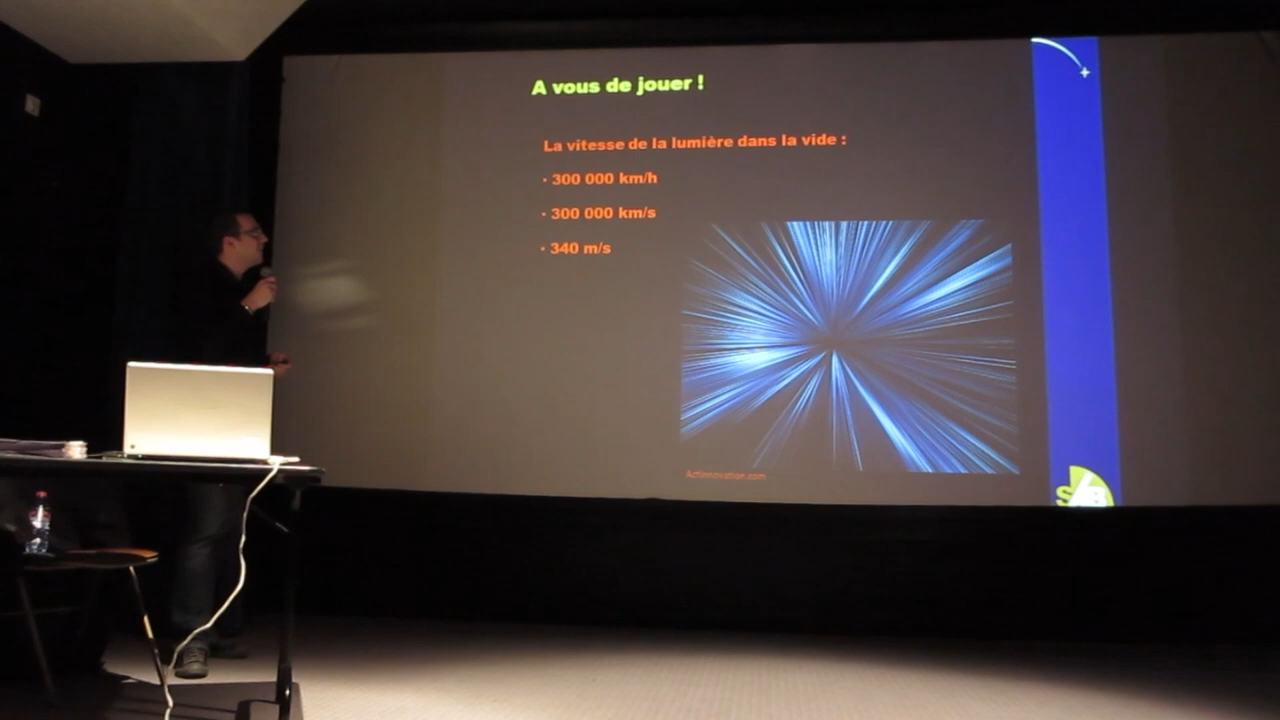 A vous de jouer !
La vitesse de la lumière dans la vide :
· 300 000 km/h
· 300 000 km/s
· 340 m/s
Actinnovation.com